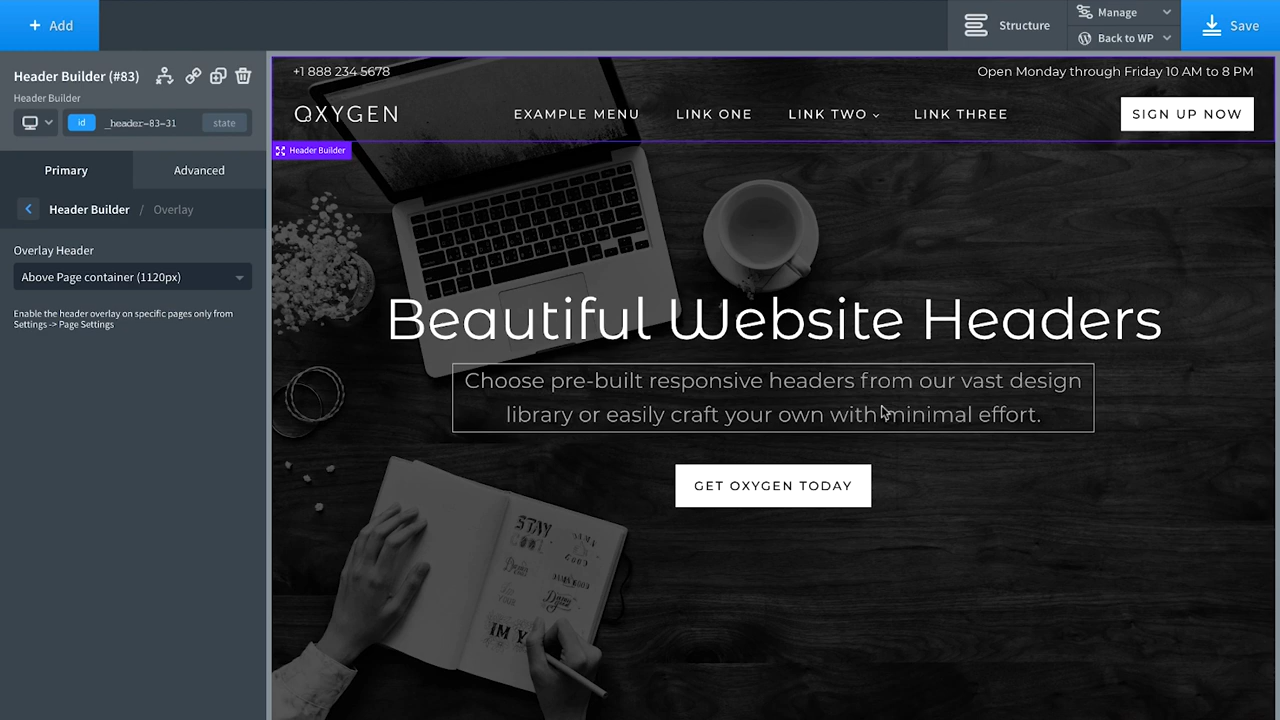 + Add
Structure
Manage
Back to WP
Save
Header Builder (#83)
Header Builder
id
_header-83-31
state
Primary
Advanced
Header Builder / Overlay
Overlay Header
Above Page container (1120px)
Enable the header overlay on specific pages only from
Settings -> Page Settings
+1 888 234 5678
Open Monday through Friday 10 AM to 8 PM
OXYGEN
EXAMPLE MENU
LINK ONE
LINK TWO
LINK THREE
SIGN UP NOW
Header Builder
Beautiful Website Headers
Choose pre-built responsive headers from our vast design
library or easily craft your own with minimal effort.
GET OXYGEN TODAY
STAY
COOL
IM Y